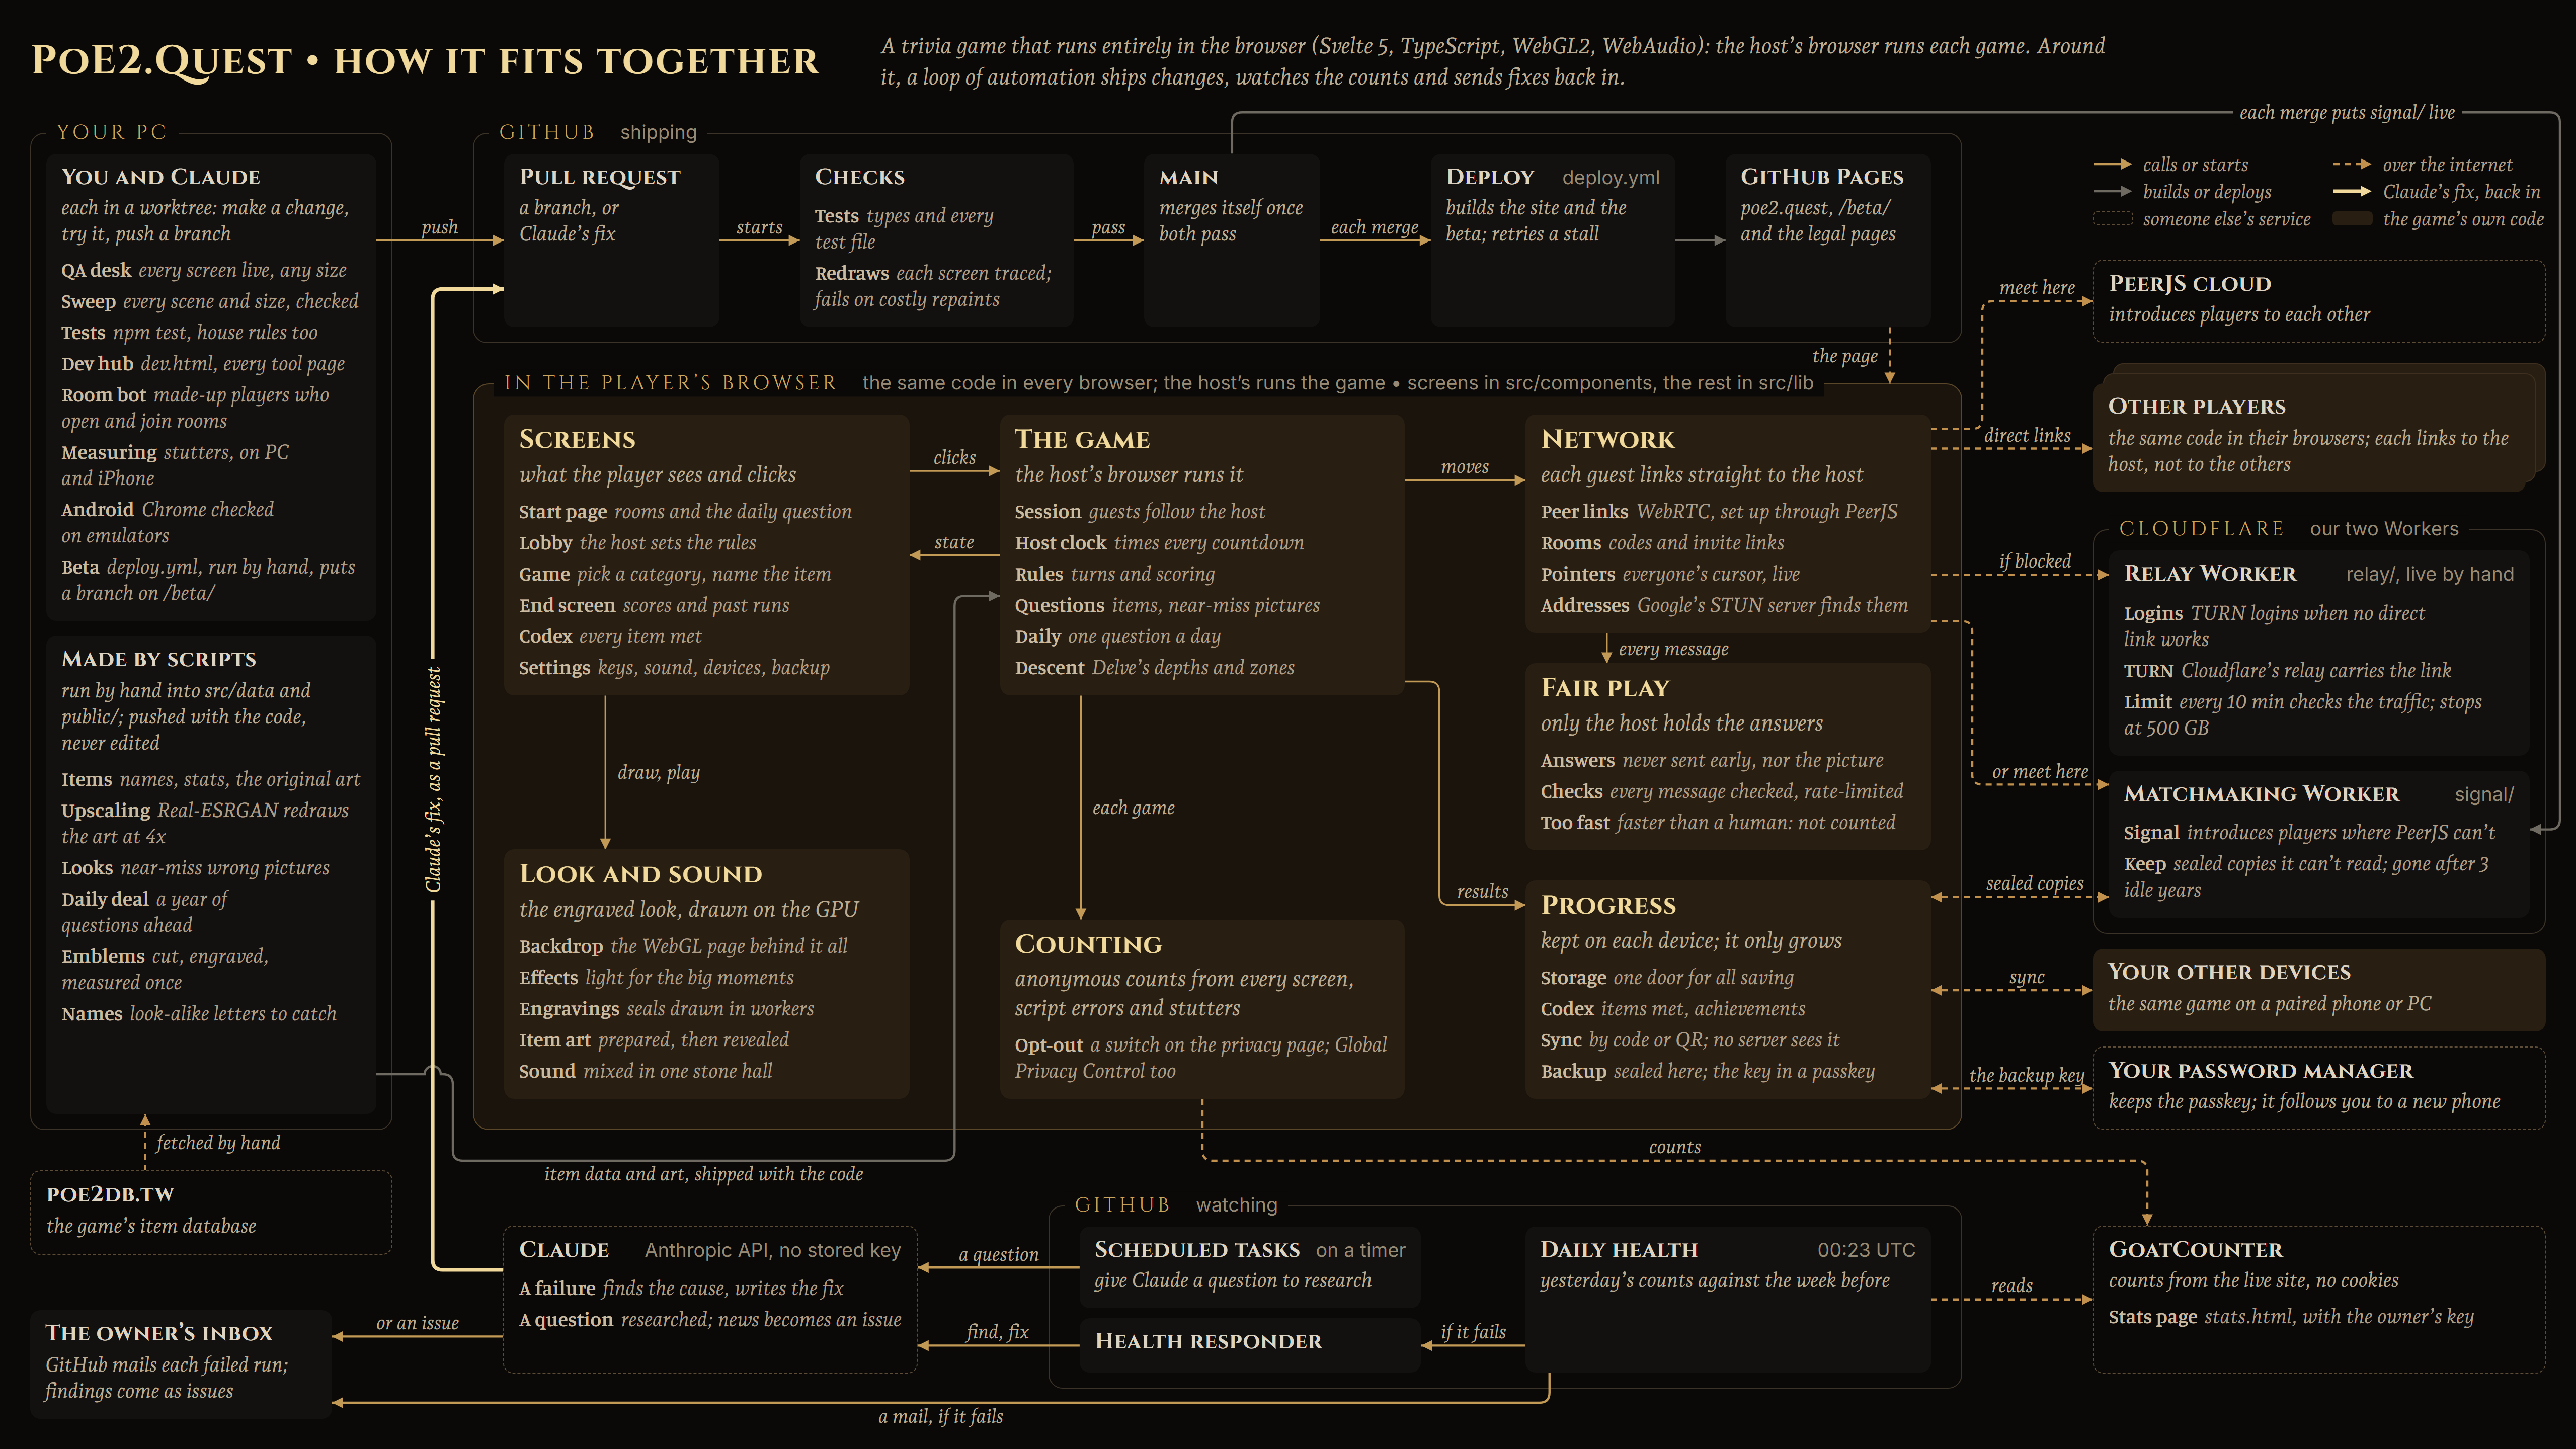 PoE2.Quest • how it fits together
A trivia game that runs entirely in the browser (Svelte 5, TypeScript, WebGL2, WebAudio): the host's browser runs each game. Around
it, a loop of automation ships changes, watches the counts and sends fixes back in.
each merge puts signal/ live
YOUR PC
You and Claude
each in a worktree: make a change,
try it, push a branch
QA desk every screen live, any size
Sweep every scene and size, checked
Tests npm test, house rules too
Dev hub dev.html, every tool page
Room bot made-up players who
open and join rooms
Measuring stutters, on PC
and iPhone
Android Chrome checked
on emulators
Beta deploy.yml, run by hand, puts
a branch on /beta/
Made by scripts
run by hand into src/data and
public/; pushed with the code,
never edited
Items names, stats, the original art
Upscaling Real-ESRGAN redraws
the art at 4x
Looks near-miss wrong pictures
Daily deal a year of
questions ahead
Emblems cut, engraved,
measured once
Names look-alike letters to catch
fetched by hand
poe2db.tw
the game's item database
push
Claude's fix, as a pull request
GITHUB shipping
Pull request
a branch, or
Claude's fix
starts
Checks
Tests types and every
test file
Redraws each screen traced;
fails on costly repaints
pass
main
merges itself once
both pass
each merge
Deploy deploy.yml
builds the site and the
beta; retries a stall
GitHub Pages
poe2.quest, /beta/
and the legal pages
the page
calls or starts
over the internet
builds or deploys
Claude's fix, back in
someone else's service
the game's own code
IN THE PLAYER'S BROWSER the same code in every browser; the host's runs the game • screens in src/components, the rest in src/lib
Screens
what the player sees and clicks
Start page rooms and the daily question
Lobby the host sets the rules
Game pick a category, name the item
End screen scores and past runs
Codex every item met
Settings keys, sound, devices, backup
clicks
state
draw, play
Look and sound
the engraved look, drawn on the GPU
Backdrop the WebGL page behind it all
Effects light for the big moments
Engravings seals drawn in workers
Item art prepared, then revealed
Sound mixed in one stone hall
The game
the host's browser runs it
Session guests follow the host
Host clock times every countdown
Rules turns and scoring
Questions items, near-miss pictures
Daily one question a day
Descent Delve's depths and zones
moves
each game
results
Counting
anonymous counts from every screen,
script errors and stutters
Opt-out a switch on the privacy page; Global
Privacy Control too
Network
each guest links straight to the host
Peer links WebRTC, set up through PeerJS
Rooms codes and invite links
Pointers everyone's cursor, live
Addresses Google's STUN server finds them
every message
Fair play
only the host holds the answers
Answers never sent early, nor the picture
Checks every message checked, rate-limited
Too fast faster than a human: not counted
Progress
kept on each device; it only grows
Storage one door for all saving
Codex items met, achievements
Sync by code or QR; no server sees it
Backup sealed here; the key in a passkey
meet here
PeerJS cloud
introduces players to each other
direct links
Other players
the same code in their browsers; each links to the
host, not to the others
CLOUDFLARE our two Workers
if blocked
Relay Worker relay/, live by hand
Logins TURN logins when no direct
link works
TURN Cloudflare's relay carries the link
Limit every 10 min checks the traffic; stops
at 500 GB
or meet here
Matchmaking Worker signal/
Signal introduces players where PeerJS can't
Keep sealed copies it can't read; gone after 3
idle years
sealed copies
sync
Your other devices
the same game on a paired phone or PC
the backup key
Your password manager
keeps the passkey; it follows you to a new phone
counts
item data and art, shipped with the code
GITHUB watching
Claude Anthropic API, no stored key
A failure finds the cause, writes the fix
A question researched; news becomes an issue
a question
find, fix
Scheduled tasks on a timer
give Claude a question to research
Health responder
if it fails
Daily health 00:23 UTC
yesterday's counts against the week before
reads
GoatCounter
counts from the live site, no cookies
Stats page stats.html, with the owner's key
or an issue
The owner's inbox
GitHub mails each failed run;
findings come as issues
a mail, if it fails